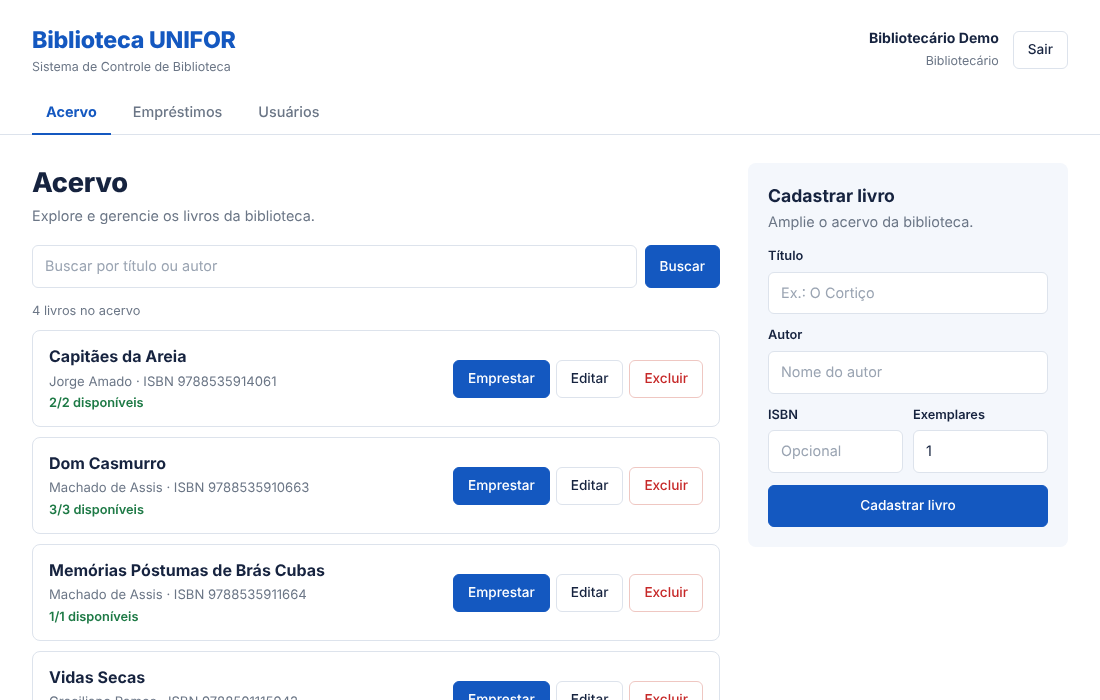 Biblioteca UNIFOR
Sistema de Controle de Biblioteca
Bibliotecário Demo
Bibliotecário
Sair
Acervo
Empréstimos
Usuários
Acervo
Explore e gerencie os livros da biblioteca.
Buscar por título ou autor
Buscar
4 livros no acervo
Capitães da Areia
Jorge Amado · ISBN 9788535914061
2/2 disponíveis
Emprestar
Editar
Excluir
Dom Casmurro
Machado de Assis · ISBN 9788535910663
3/3 disponíveis
Emprestar
Editar
Excluir
Memórias Póstumas de Brás Cubas
Machado de Assis · ISBN 9788535911664
1/1 disponíveis
Emprestar
Editar
Excluir
Vidas Secas
Emprestar
Editar
Excluir
Cadastrar livro
Amplie o acervo da biblioteca.
Título
Ex.: O Cortiço
Autor
Nome do autor
ISBN
Exemplares
Opcional
1
Cadastrar livro